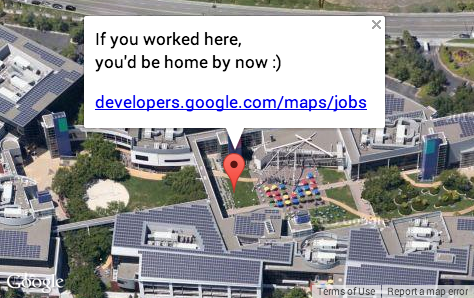 If you worked here,
you'd be home by now :)
developers.google.com/maps/jobs
Google
Terms of Use
Report a map error